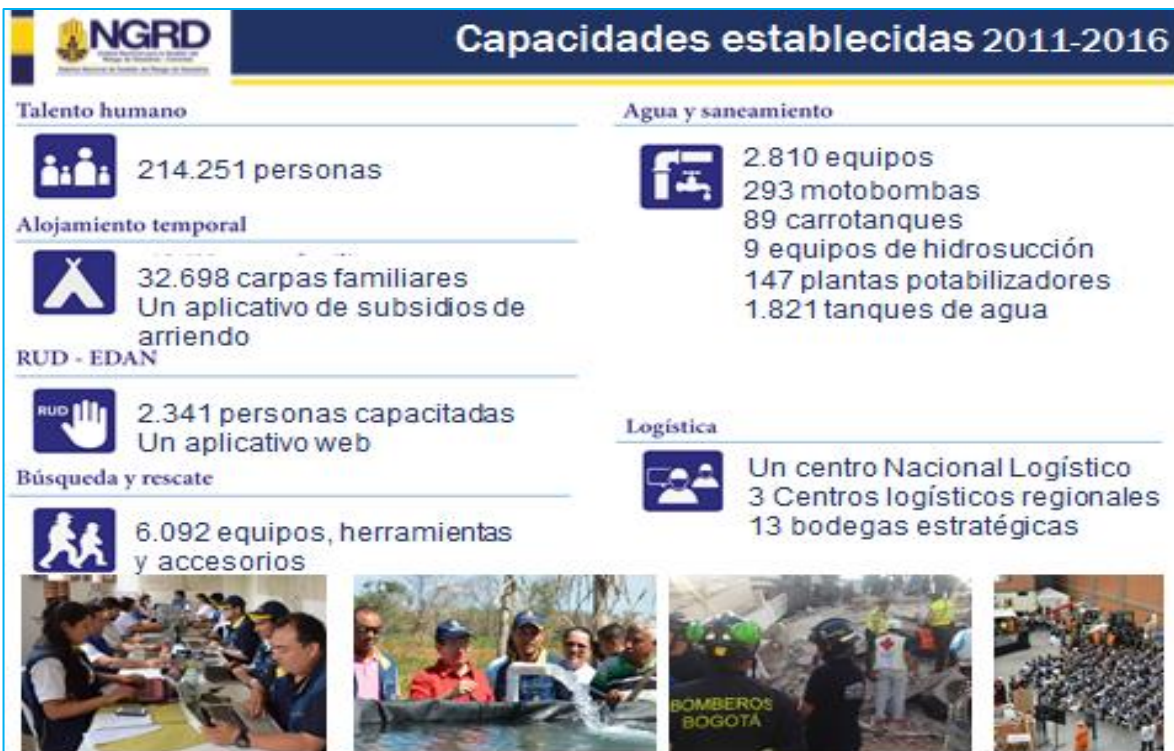 NGRD
Capacidades establecidas 2011-2016
Talento humano
214.251 personas
Alojamiento temporal
32.698 carpas familiares
Un aplicativo de subsidios de
arriendo
RUD - EDAN
RUD
2.341 personas capacitadas
Un aplicativo web
Búsqueda y rescate
6.092 equipos, herramientas
y accesorios
Agua y saneamiento
2.810 equipos
293 motobombas
89 carrotanques
9 equipos de hidrosucción
147 plantas potabilizadores
1.821 tanques de agua
Logística
Un centro Nacional Logístico
3 Centros logísticos regionales
13 bodegas estratégicas
BOMBEROS
BOGOTÁ